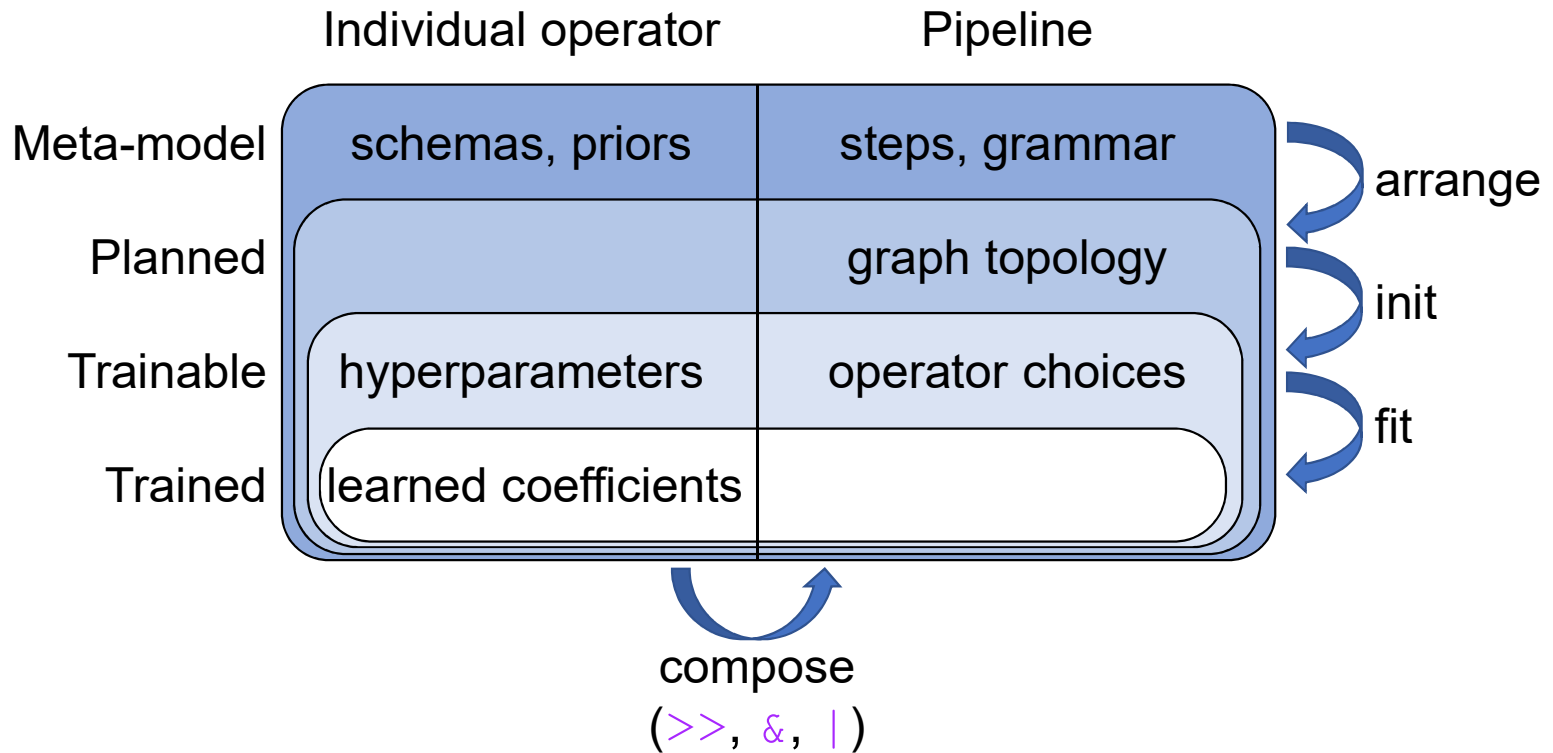 Individual operator Pipeline
Meta-model schemas, priors steps, grammar
arrange
Planned graph topology
init
Trainable hyperparameters operator choices
fit
Trained learned coefficients
compose
(>>, &, |)